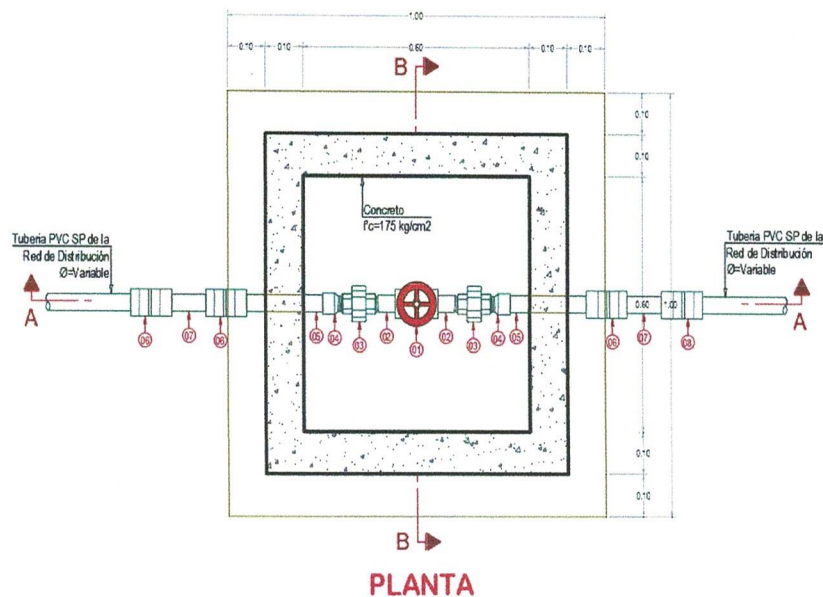 1.00
0.10
0.10
0.60
0.10
0.10
B
0.10
0.10
Concreto
f'c=175 kg/cm2
Tuberia PVC SP de la
Red de Distribución
Ø=Variable
Tuberia PVC SP de la
Red de Distribución
Ø=Variable
A
0.60
1.00
A
06
07
06
05
04
03
02
01
02
03
04
05
06
07
08
0.10
0.10
B
PLANTA